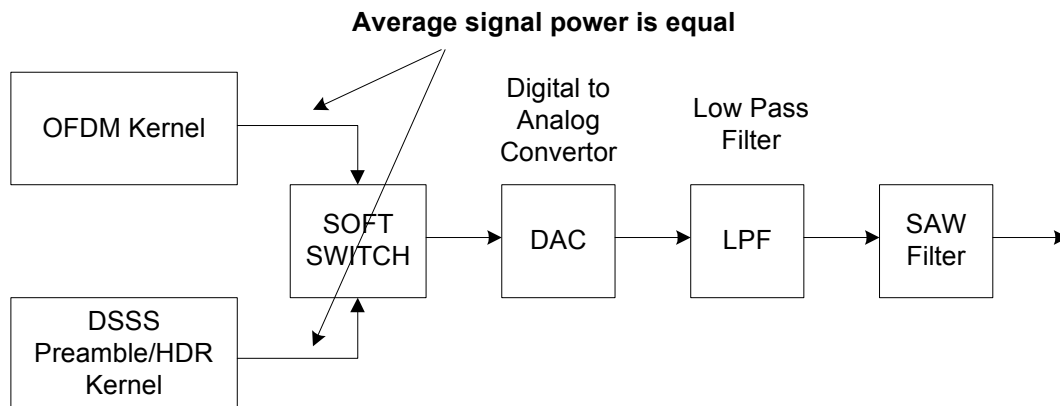 Average signal power is equal
OFDM Kernel
Digital to
Analog
Convertor
Low Pass
Filter
SOFT
SWITCH
DAC
LPF
SAW
Filter
DSSS
Preamble/HDR
Kernel